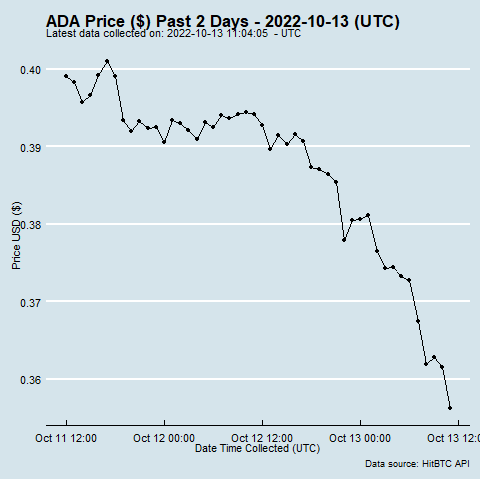 ADA Price ($) Past 2 Days - 2022-10-13 (UTC)
Latest data collected on: 2022-10-13 11:04:05 - UTC
0.40
0.39
0.38
0.37
0.36
Price USD ($)
Oct 11 12:00 Oct 12 00:00 Oct 12 12:00 Oct 13 00:00 Oct 13 12:
Date Time Collected (UTC)
Data source: HitBTC API